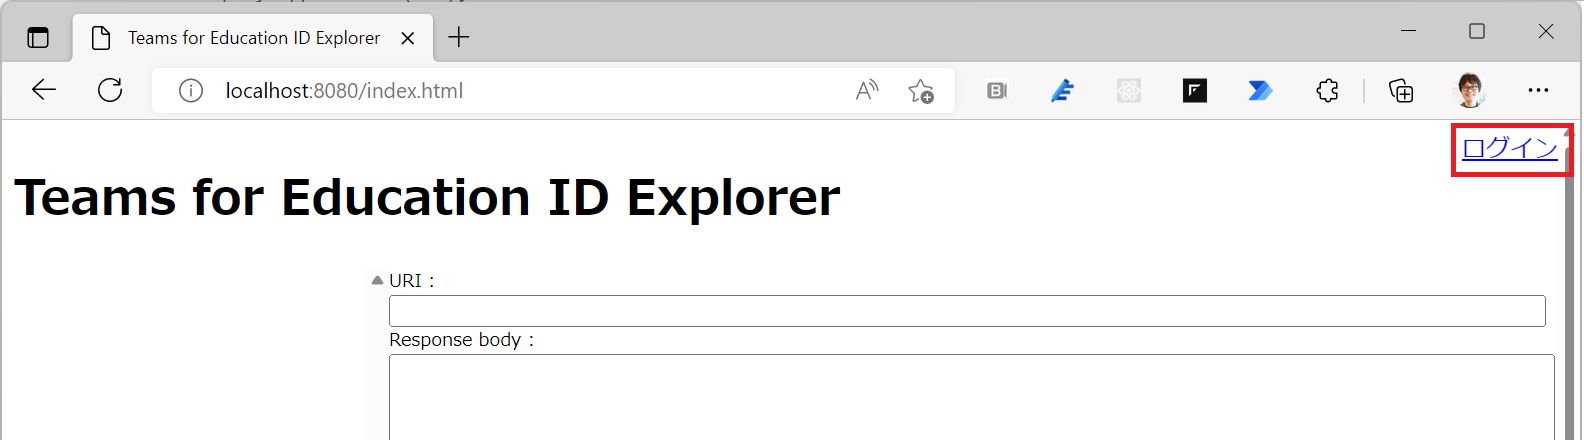 Teams for Education ID Explorer
localhost:8080/index.html
ログイン
Teams for Education ID Explorer
URI :
Response body :